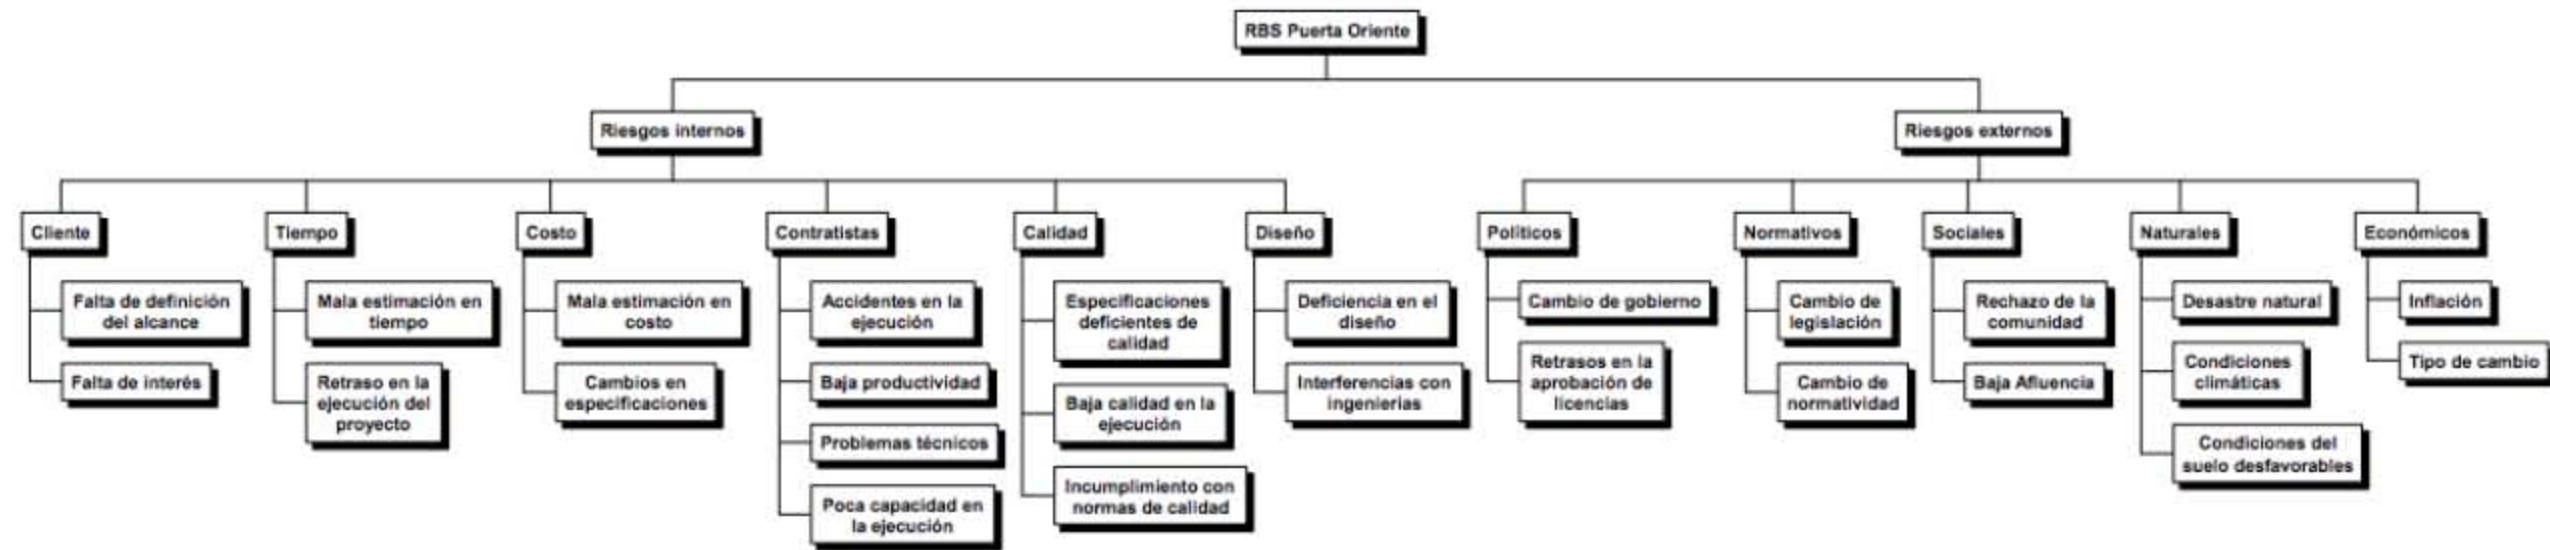 RBS Puerta Oriente
Riesgos internos
Riesgos externos
Cliente
Tiempo
Costo
Contratistas
Calidad
Diseño
Políticos
Normativos
Sociales
Naturales
Económicos
Falta de definición
del alcance
Falta de interés
Mala estimación en
tiempo
Retraso en la
ejecución del
proyecto
Mala estimación en
costo
Cambios en
especificaciones
Accidentes en la
ejecución
Baja productividad
Problemas técnicos
Poca capacidad en
la ejecución
Especificaciones
deficientes de
calidad
Baja calidad en la
ejecución
Incumplimiento con
normas de calidad
Deficiencia en el
diseño
Interferencias con
ingenierias
Cambio de gobierno
Retrasos en la
aprobación de
licencias
Cambio de
legislación
Cambio de
normatividad
Rechazo de la
comunidad
Baja Afluencia
Desastre natural
Condiciones
climáticas
Condiciones del
suelo desfavorables
Inflación
Tipo de cambio